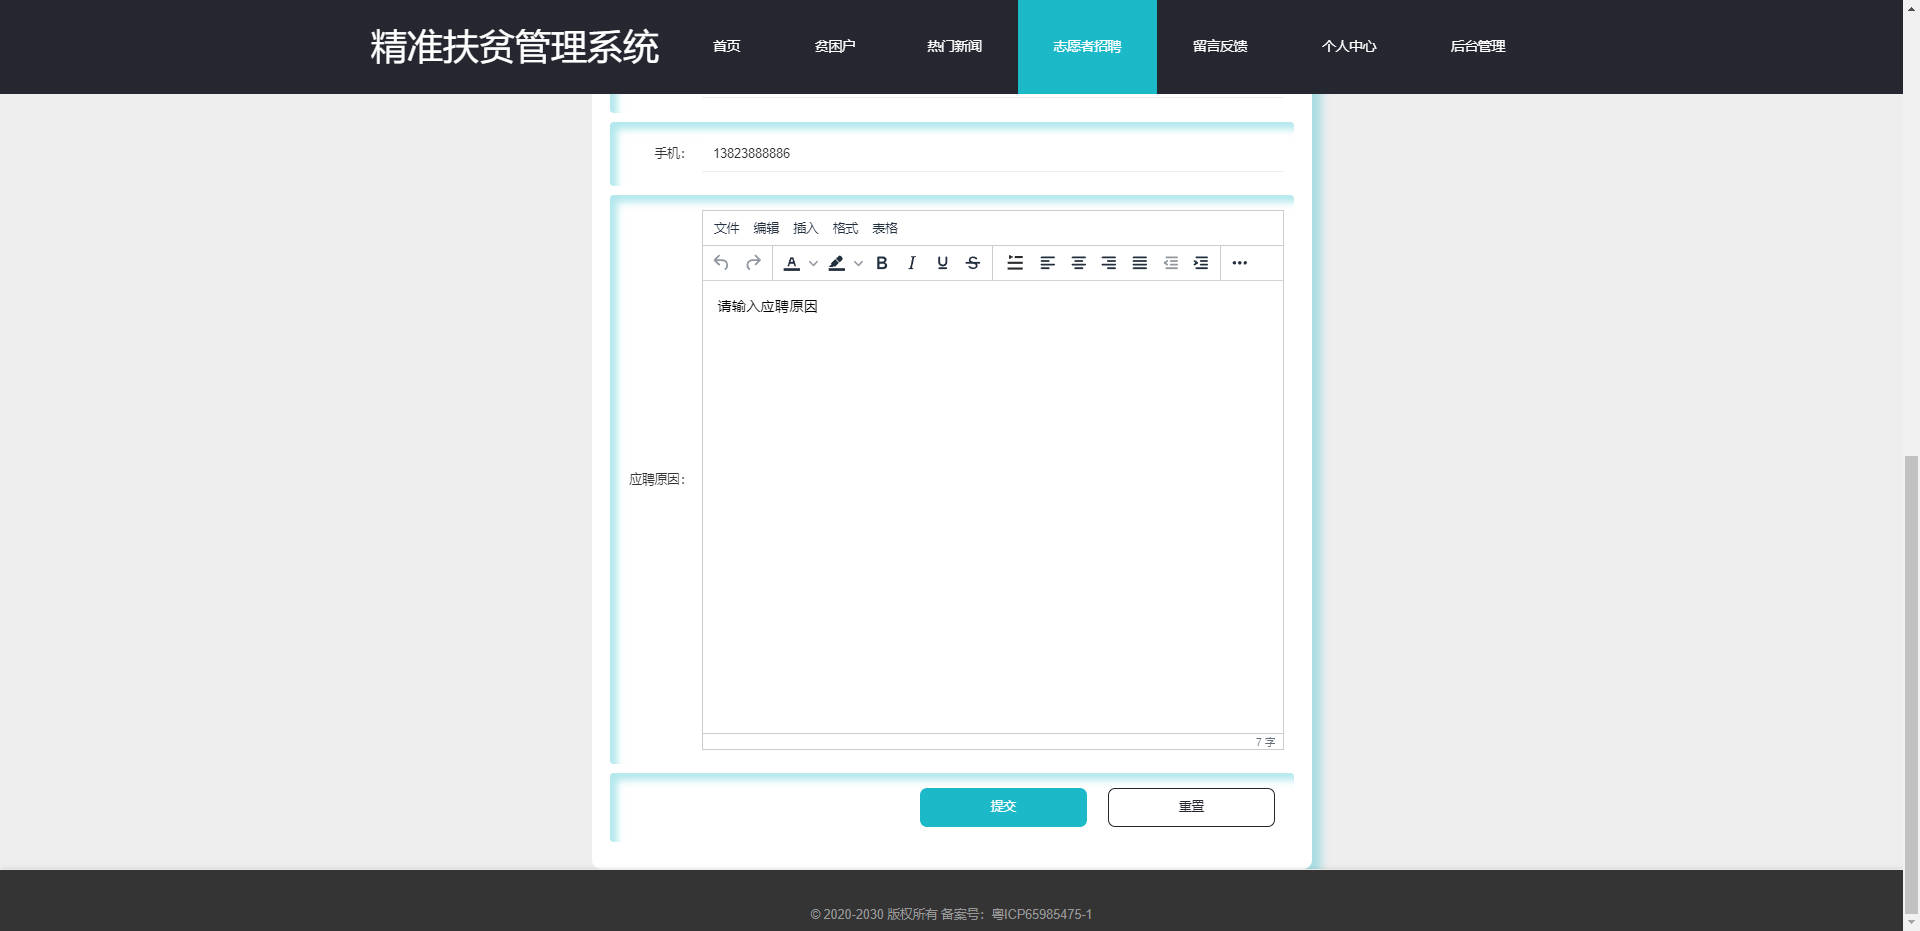 精准扶贫管理系统 首页 贫困户 热门新闻 志愿者招聘 留言反馈 个人中心 后台管理
手机： 13823888886
文件 编辑 插入 格式 表格
请输入应聘原因
应聘原因：
7 字
提交 重置
© 2020-2030 版权所有 备案号：粤ICP65985475-1